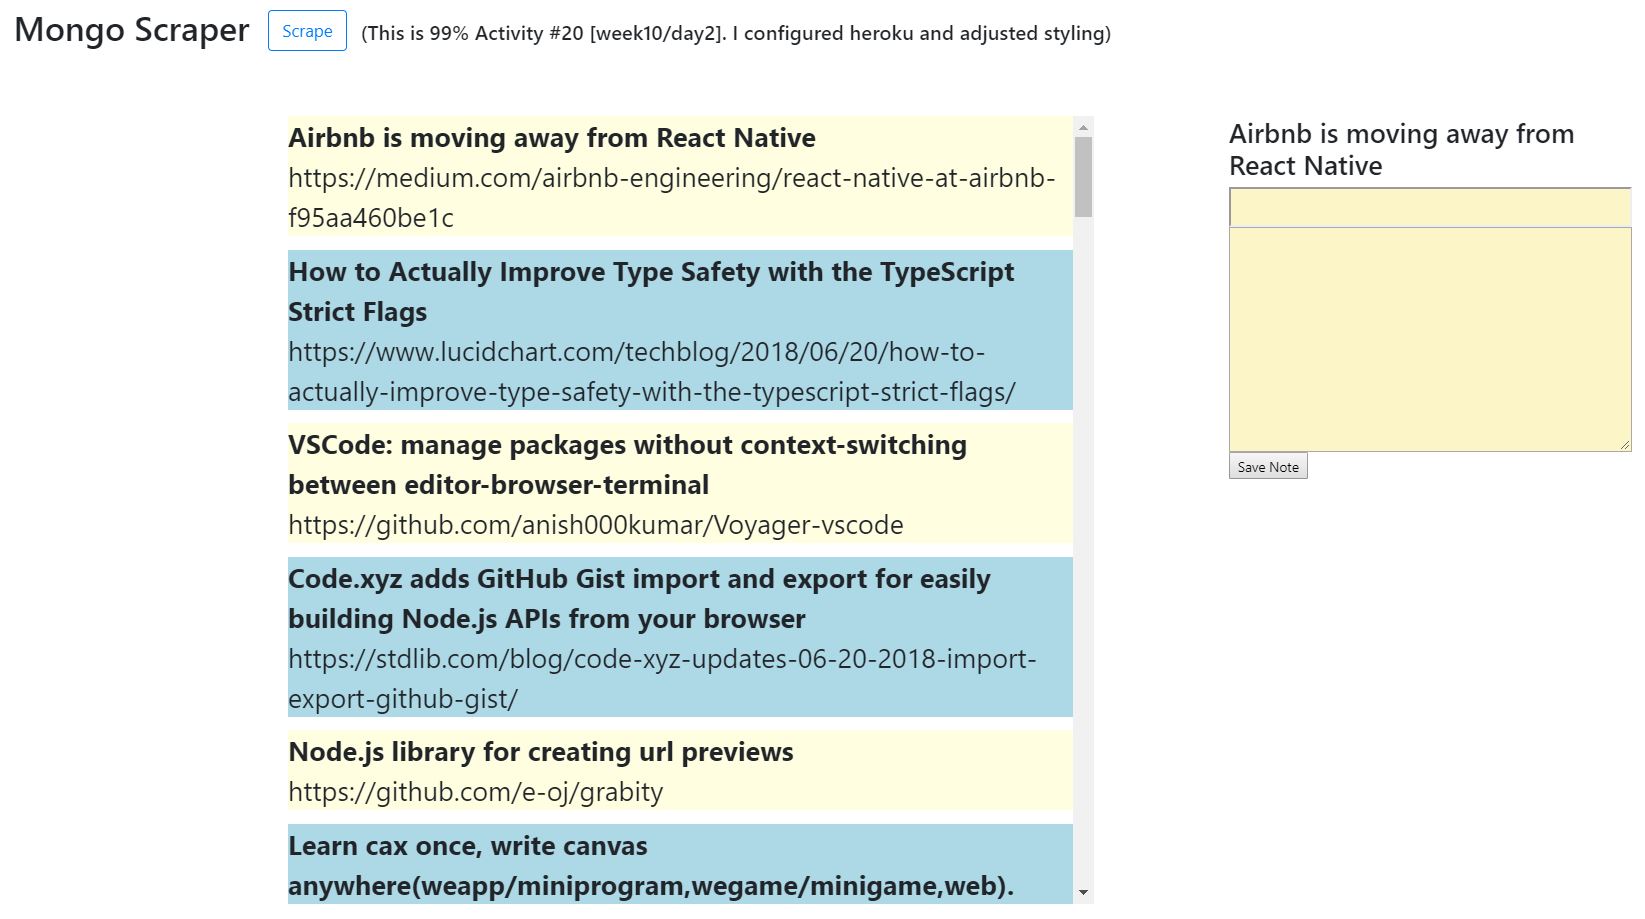 Mongo Scraper
Scrape
(This is 99% Activity #20 [week10/day2]. I configured heroku and adjusted styling)
Airbnb is moving away from React Native
https://medium.com/airbnb-engineering/react-native-at-airbnb-
f95aa460be1c
How to Actually Improve Type Safety with the TypeScript
Strict Flags
https://www.lucidchart.com/techblog/2018/06/20/how-to-
actually-improve-type-safety-with-the-typescript-strict-flags/
VSCode: manage packages without context-switching
between editor-browser-terminal
https://github.com/anish000kumar/Voyager-vscode
Code.xyz adds GitHub Gist import and export for easily
building Node.js APIs from your browser
https://stdlib.com/blog/code-xyz-updates-06-20-2018-import-
export-github-gist/
Node.js library for creating url previews
https://github.com/e-oj/grabity
Learn cax once, write canvas
anywhere(weapp/miniprogram,wegame/minigame,web).
Airbnb is moving away from
React Native
Save Note